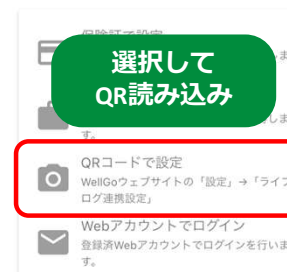 保険証で設定
選択して
QR読み込み
す。
QRコードで設定
WellGoウェブサイトの「設定」→「ライフ
ログ連携設定」
Webアカウントでログイン
登録済Webアカウントでログインを行いま
す。